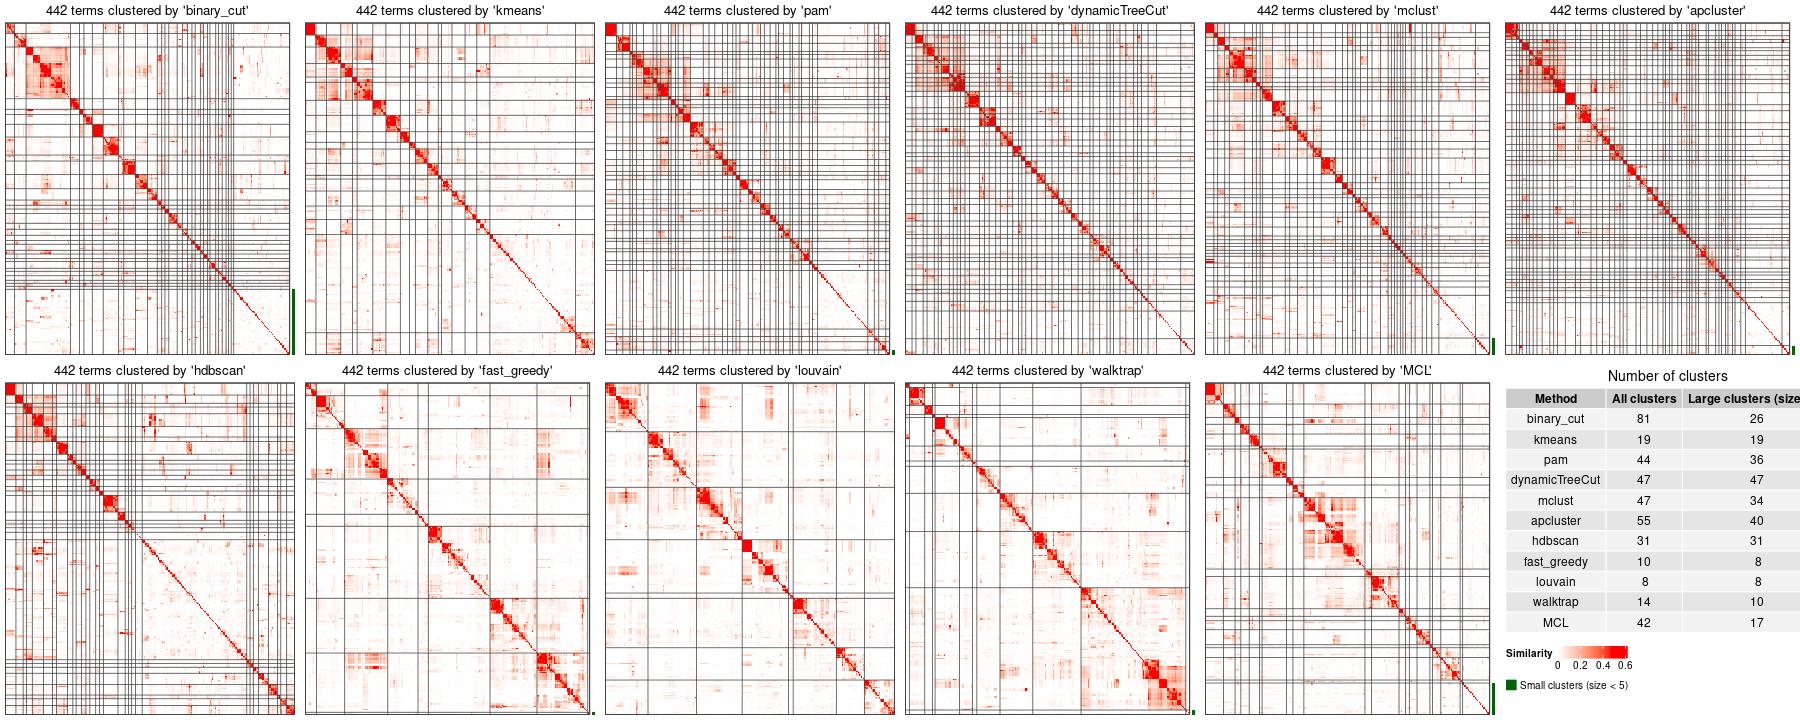 442 terms clustered by 'binary_cut'
442 terms clustered by 'kmeans'
442 terms clustered by 'pam'
442 terms clustered by 'dynamicTreeCut'
442 terms clustered by 'mclust'
442 terms clustered by 'apcluster'
442 terms clustered by 'hdbscan'
442 terms clustered by 'fast_greedy'
442 terms clustered by 'louvain'
442 terms clustered by 'walktrap'
442 terms clustered by 'MCL'
Number of clusters
Method All clusters Large clusters (size
binary_cut 81 26
kmeans 19 19
pam 44 36
dynamicTreeCut 47 47
mclust 47 34
apcluster 55 40
hdbscan 31 31
fast_greedy 10 8
louvain 8 8
walktrap 14 10
MCL 42 17
Similarity
0 0.2 0.4 0.6
Small clusters (size < 5)